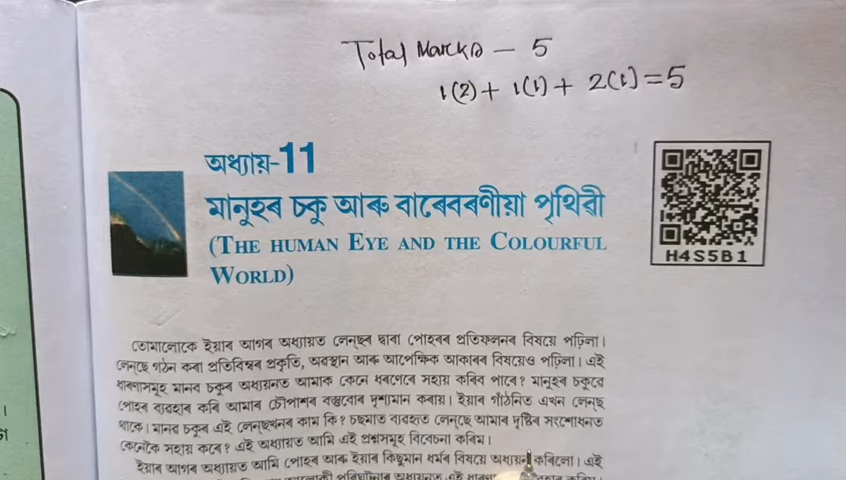 Total Marks - 5
1(2) + 1(1) + 2(1) = 5
অধ্যায়-11
মানুহৰ চকু আৰু বাৰেবৰণীয়া পৃথিৱী
(THE HUMAN EYE AND THE COLOURFUL
WORLD)
H4S5B1
তোমালোকে ইয়াৰ আগৰ অধ্যায়ত লেন্ছৰ দ্বাৰা পোহৰৰ প্ৰতিফলনৰ বিষয়ে পঢ়িলা।
লেন্ছে গঠন কৰা প্ৰতিবিম্বৰ প্ৰকৃতি, অৱস্থান আৰু আপেক্ষিক আকাৰৰ বিষয়েও পঢ়িলা। এই
ধাৰণাসমূহ মানৱ চকুৰ অধ্যয়নত আমাক কেনে ধৰণেৰে সহায় কৰিব পাৰে? মানুহৰ চকুৱে
পোহৰ ব্যৱহাৰ কৰি আমাৰ চৌপাশৰ বস্তুবোৰ দৃশ্যমান কৰায়। ইয়াৰ গাঁঠনিত এখন লেন্ছ
থাকে। মানৱ চকুৰ এই লেন্ছখনৰ কাম কি? চছমাত ব্যৱহৃত লেন্ছে আমাৰ দৃষ্টিৰ সংশোধনত
কেনেকৈ সহায় কৰে? এই অধ্যায়ত আমি এই প্ৰশ্নসমূহ বিবেচনা কৰিম।
ইয়াৰ আগৰ অধ্যায়ত আমি পোহৰ আৰু ইয়াৰ কিছুমান ধৰ্মৰ বিষয়ে অধ্যয়ন কৰিলো। এই